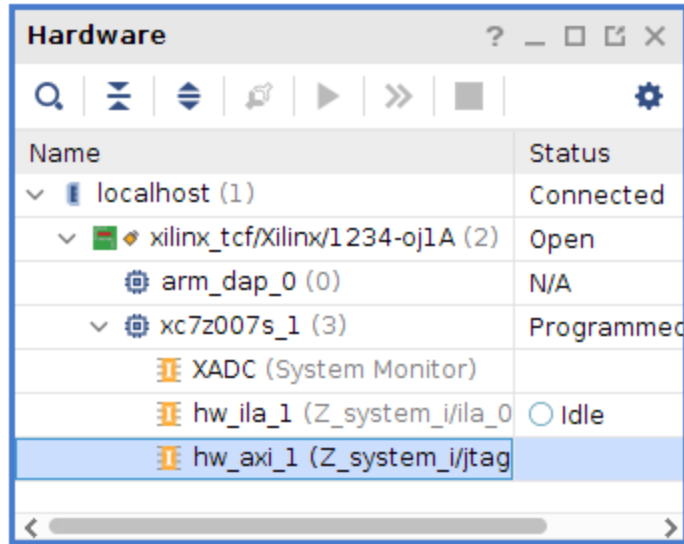 Hardware
Name Status
localhost (1) Connected
xilinx_tcf/Xilinx/1234-oj1A (2) Open
arm_dap_0 (0) N/A
xc7z007s_1 (3) Programmed
XADC (System Monitor)
hw_ila_1 (Z_system_i/ila_0 Idle
hw_axi_1 (Z_system_i/jtag